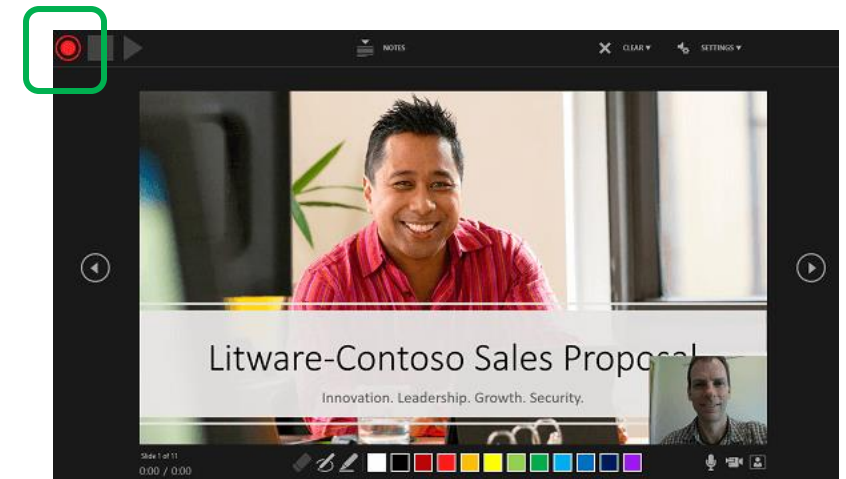 NOTES
CLEAR ▾
SETTINGS ▾
Litware-Contoso Sales Proposal
Innovation. Leadership. Growth. Security.
Slide 1 of 11
0:00 / 0:00